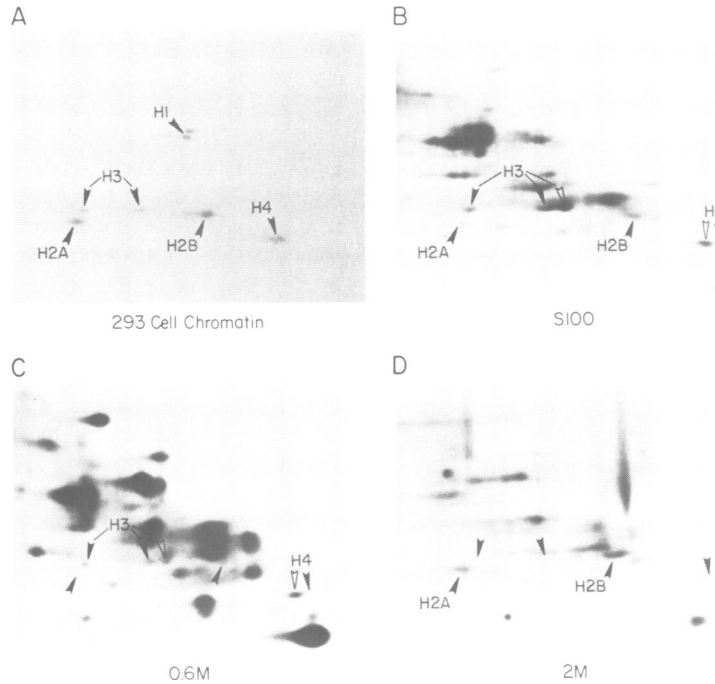 A
H1
H3
H2A
H2B
H4
293 Cell Chromatin
B
H3
H2A
H2B
H
S100
C
H3
H4
0.6M
D
H2A
H2B
2M